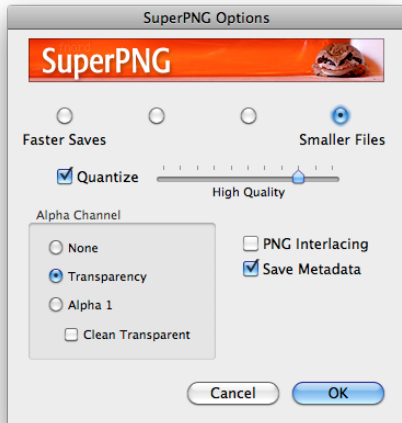 SuperPNG Options
SuperPNG
Faster Saves Smaller Files
Quantize
High Quality
Alpha Channel
None
PNG Interlacing
Transparency
Save Metadata
Alpha 1
Clean Transparent
Cancel OK